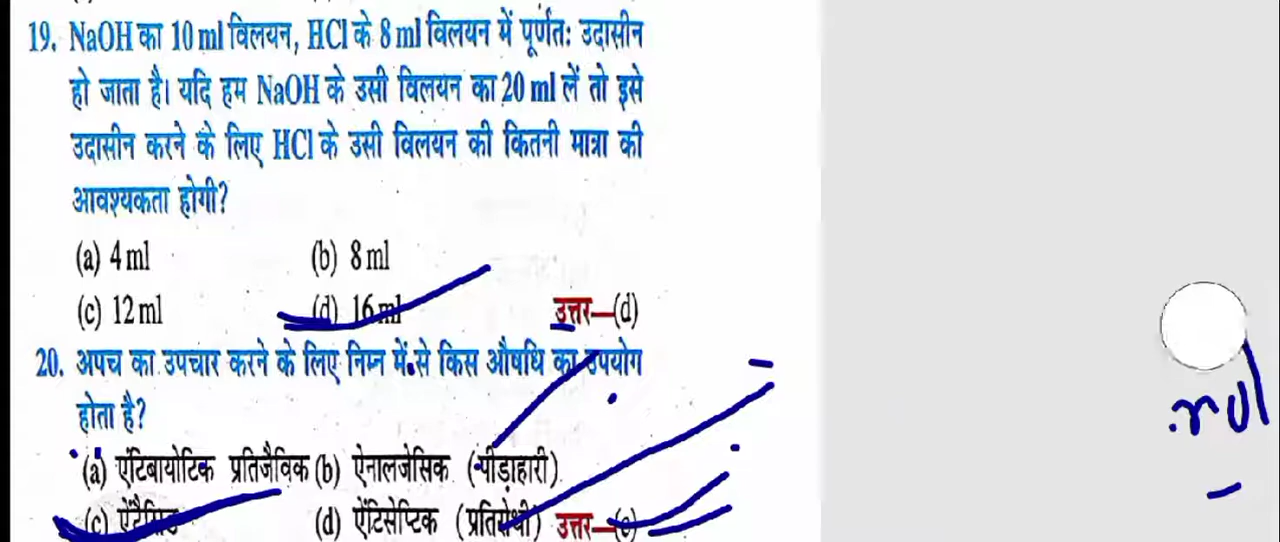 19. NaOH का 10 ml विलयन, HCl के 8 ml विलयन में पूर्णतः उदासीन
हो जाता है। यदि हम NaOH के उसी विलयन का 20 ml लें तो इसे
उदासीन करने के लिए HCl के उसी विलयन की कितनी मात्रा की
आवश्यकता होगी?
(a) 4 ml (b) 8 ml
(c) 12 ml (d) 16 ml उत्तर—(d)
20. अपच का उपचार करने के लिए निम्न में से किस औषधि का उपयोग
होता है?
(a) एंटिबायोटिक प्रतिजैविक (b) ऐनालजेसिक (पीड़ाहारी)
(c) ऐंटैसिड (d) ऐंटिसेप्टिक (प्रतिरोधी) उत्तर—(c)